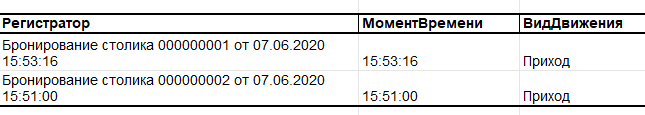 Регистратор МоментВремени ВидДвижения
Бронирование столика 000000001 от 07.06.2020
15:53:16 15:53:16 Приход
Бронирование столика 000000002 от 07.06.2020
15:51:00 15:51:00 Приход